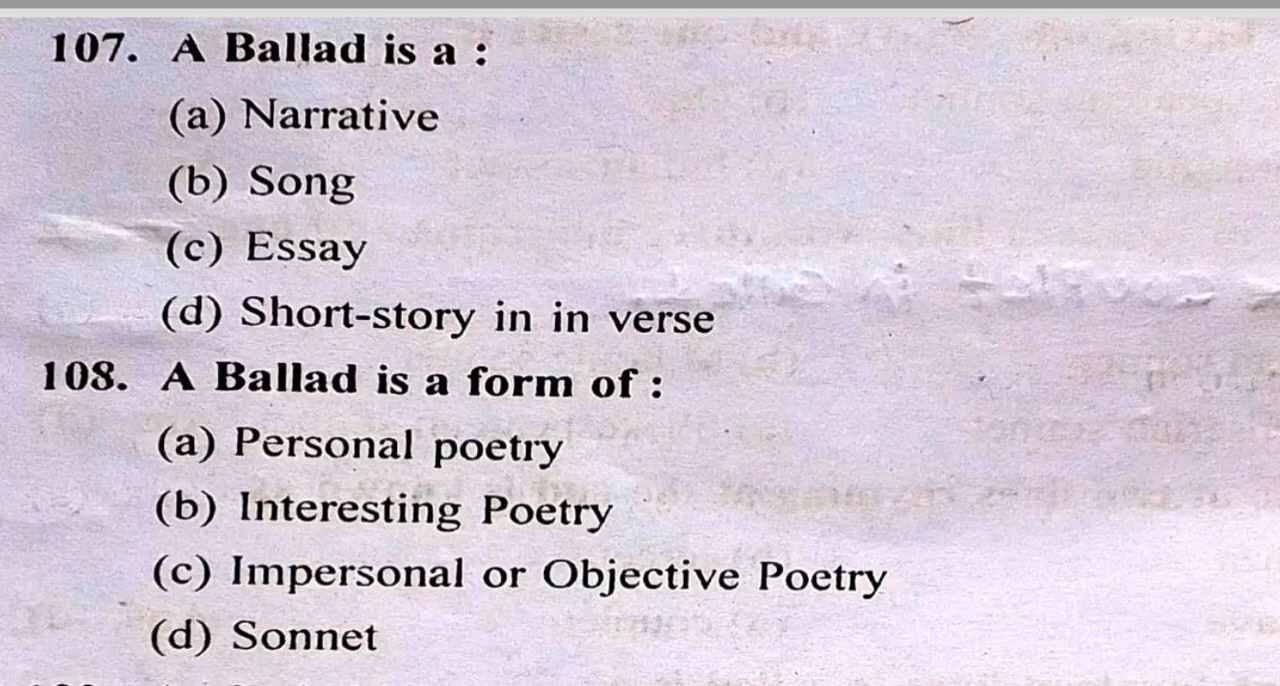 107. A Ballad is a :
(a) Narrative
(b) Song
(c) Essay
(d) Short-story in in verse
108. A Ballad is a form of :
(a) Personal poetry
(b) Interesting Poetry
(c) Impersonal or Objective Poetry
(d) Sonnet